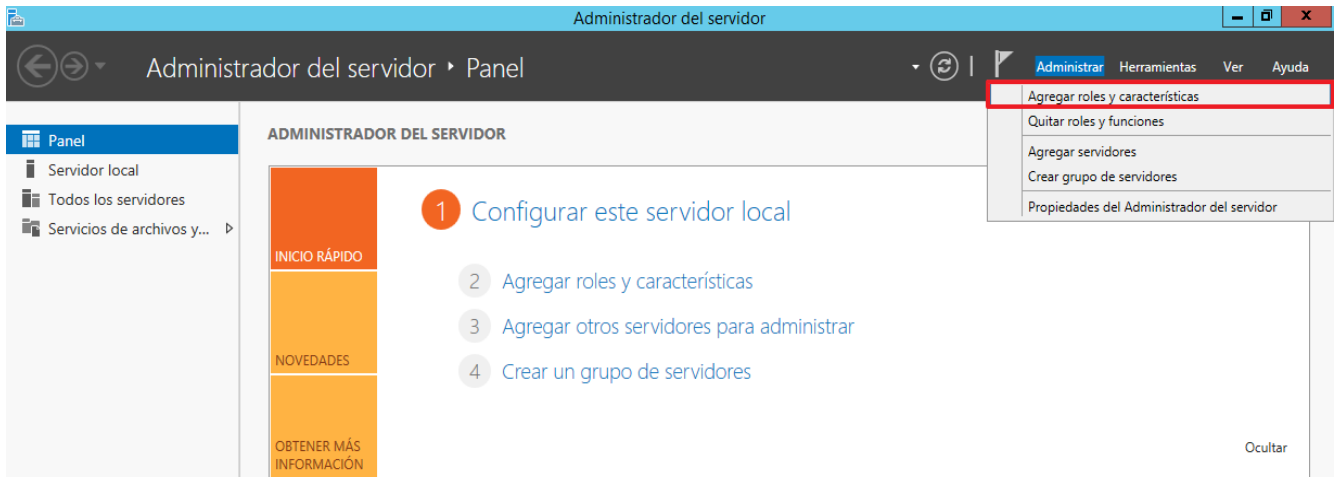 Administrador del servidor
Administrador del servidor ‣ Panel
Administrar Herramientas Ver Ayuda
Agregar roles y características
Quitar roles y funciones
Agregar servidores
Crear grupo de servidores
Propiedades del Administrador del servidor
Panel
Servidor local
Todos los servidores
Servicios de archivos y...
ADMINISTRADOR DEL SERVIDOR
INICIO RÁPIDO
NOVEDADES
OBTENER MÁS
INFORMACIÓN
1 Configurar este servidor local
2 Agregar roles y características
3 Agregar otros servidores para administrar
4 Crear un grupo de servidores
Ocultar